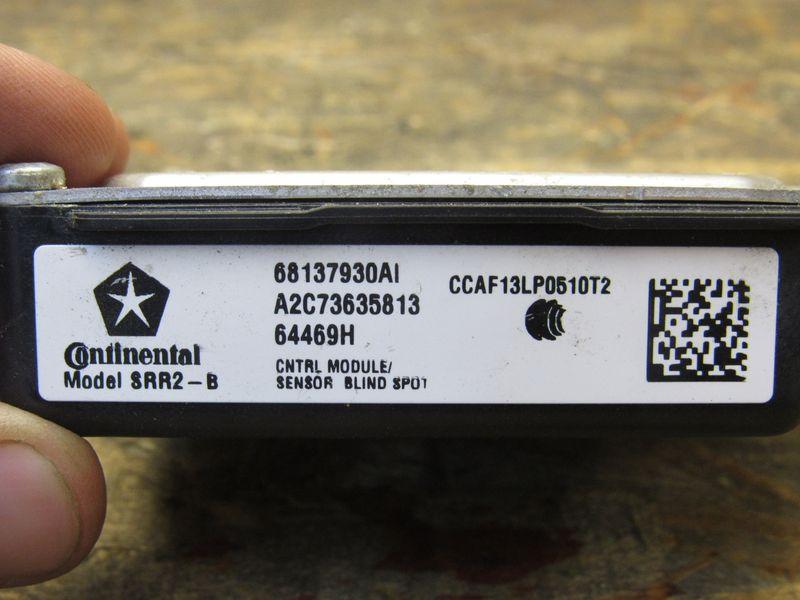 Continental
Model SRR2-B
68137930AI
A2C73635813
64469H
CNTRL MODULE/
SENSOR BLIND SPOT
CCAF13LP0510T2